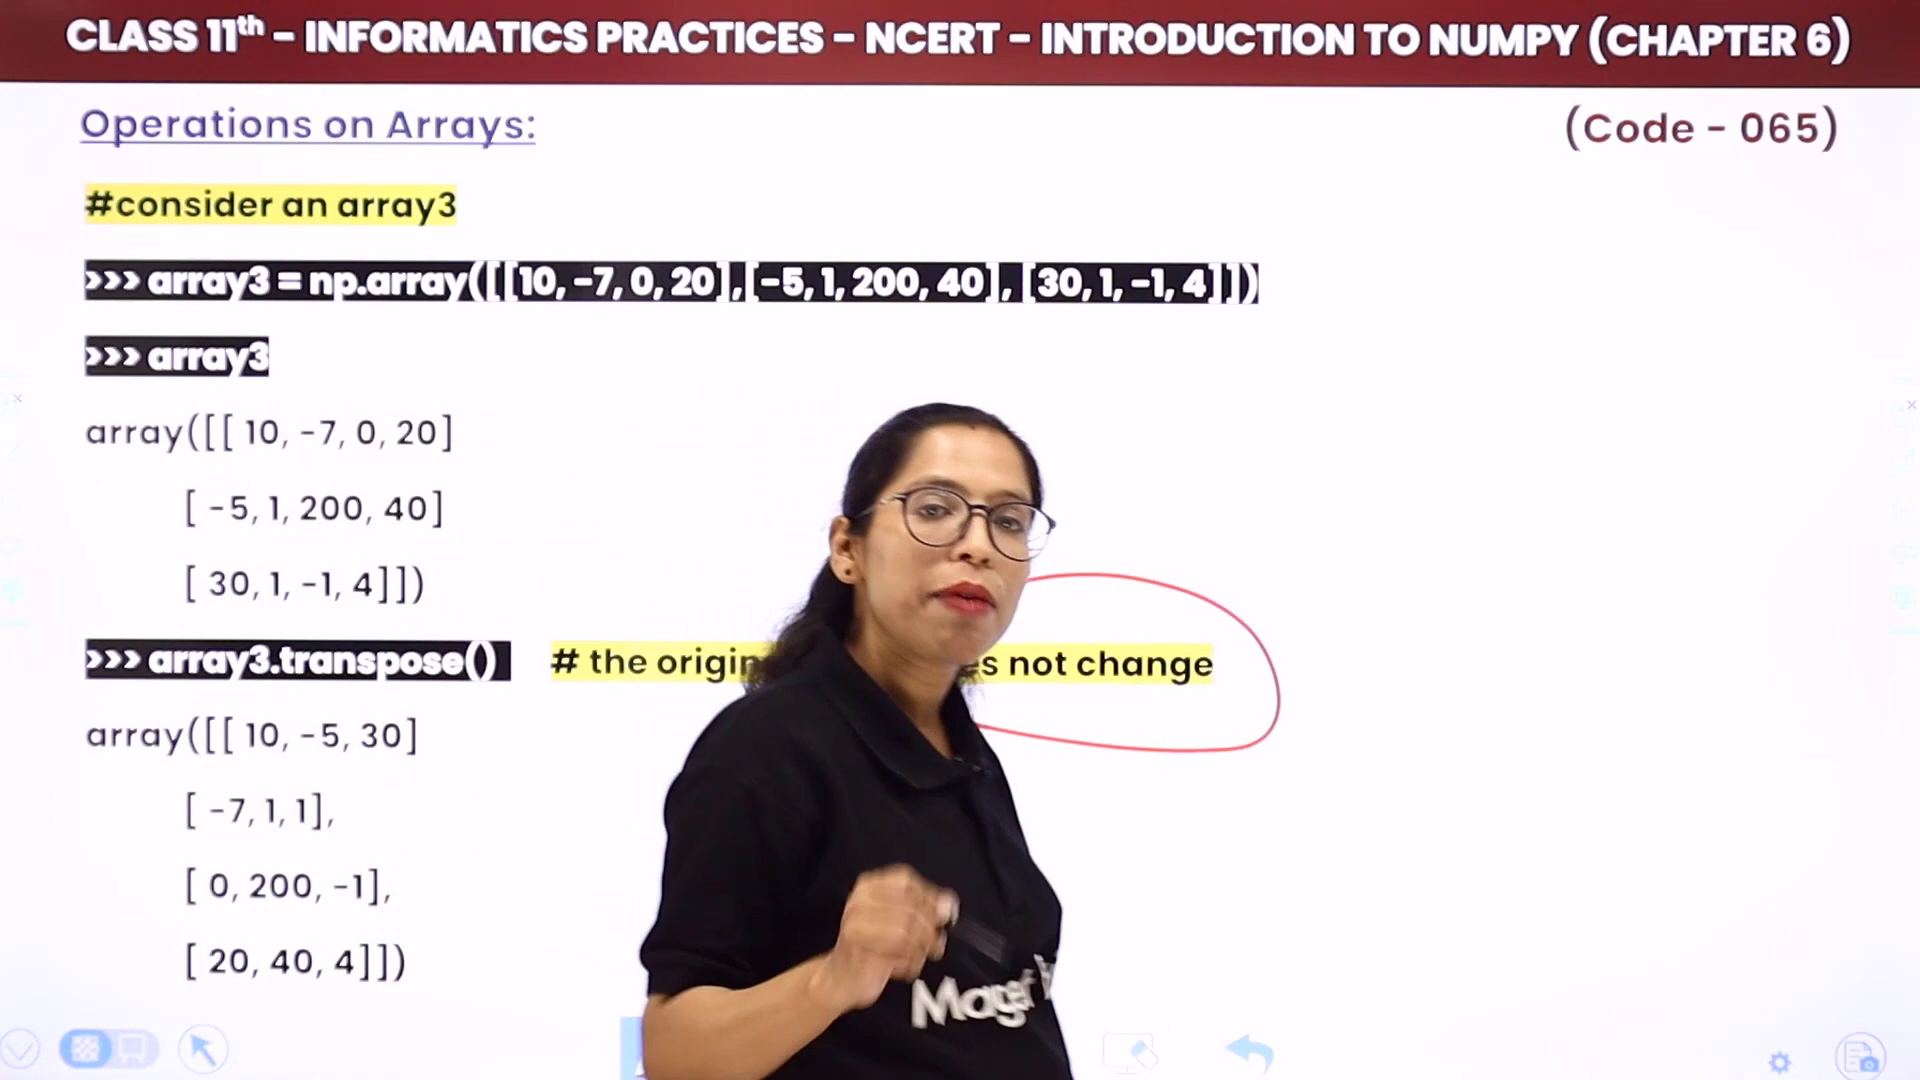 CLASS 11th - INFORMATICS PRACTICES - NCERT - INTRODUCTION TO NUMPY (CHAPTER 6)
Operations on Arrays:
(Code - 065)
#consider an array3
>>> array3 = np.array([[10, -7, 0, 20],[-5, 1, 200, 40], [30, 1, -1, 4]])
>>> array3
array([[ 10, -7, 0, 20]
[ -5, 1, 200, 40]
[ 30, 1, -1, 4]])
>>> array3.transpose() # the not change
array([[ 10, -5, 30]
[ -7, 1, 1],
[ 0, 200, -1],
[ 20, 40, 4]])